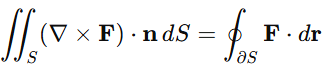 ∬_S (∇ × 𝐅) · 𝐧 dS = ∮_∂S 𝐅 · d𝐫